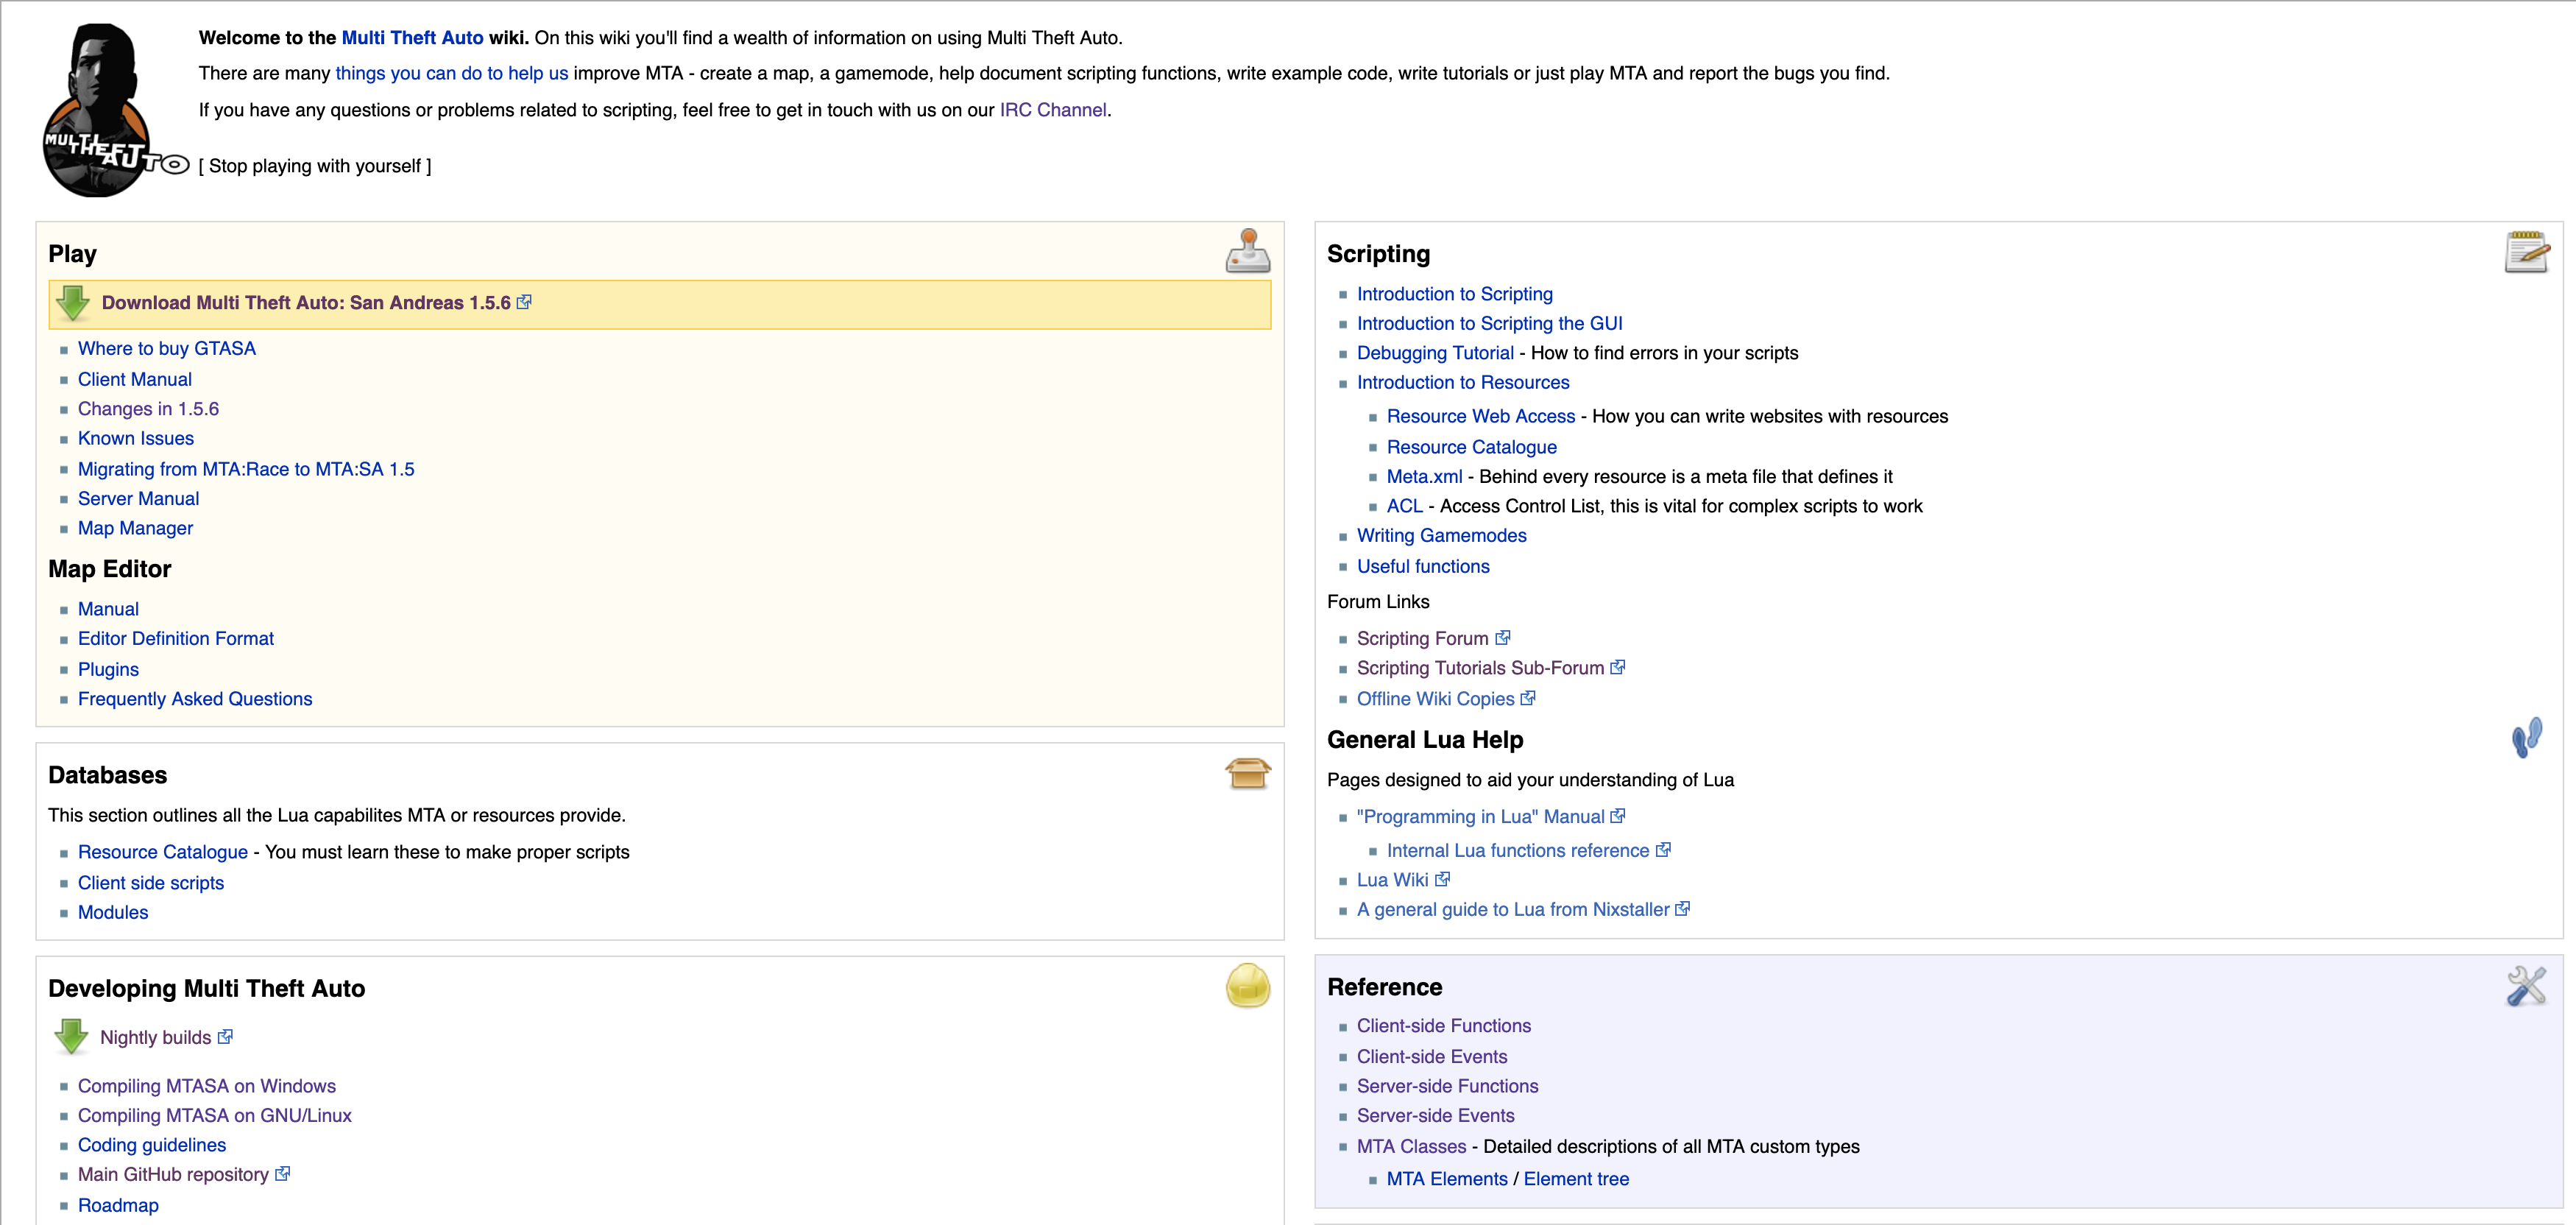 Welcome to the Multi Theft Auto wiki. On this wiki you'll find a wealth of information on using Multi Theft Auto.
There are many things you can do to help us improve MTA - create a map, a gamemode, help document scripting functions, write example code, write tutorials or just play MTA and report the bugs you find.
If you have any questions or problems related to scripting, feel free to get in touch with us on our IRC Channel.
MULTI THEFT AUTO
[ Stop playing with yourself ]
Play
Download Multi Theft Auto: San Andreas 1.5.6
Where to buy GTASA
Client Manual
Changes in 1.5.6
Known Issues
Migrating from MTA:Race to MTA:SA 1.5
Server Manual
Map Manager
Map Editor
Manual
Editor Definition Format
Plugins
Frequently Asked Questions
Databases
This section outlines all the Lua capabilites MTA or resources provide.
Resource Catalogue - You must learn these to make proper scripts
Client side scripts
Modules
Developing Multi Theft Auto
Nightly builds
Compiling MTASA on Windows
Compiling MTASA on GNU/Linux
Coding guidelines
Main GitHub repository
Roadmap
Scripting
Introduction to Scripting
Introduction to Scripting the GUI
Debugging Tutorial - How to find errors in your scripts
Introduction to Resources
Resource Web Access - How you can write websites with resources
Resource Catalogue
Meta.xml - Behind every resource is a meta file that defines it
ACL - Access Control List, this is vital for complex scripts to work
Writing Gamemodes
Useful functions
Forum Links
Scripting Forum
Scripting Tutorials Sub-Forum
Offline Wiki Copies
General Lua Help
Pages designed to aid your understanding of Lua
"Programming in Lua" Manual
Internal Lua functions reference
Lua Wiki
A general guide to Lua from Nixstaller
Reference
Client-side Functions
Client-side Events
Server-side Functions
Server-side Events
MTA Classes - Detailed descriptions of all MTA custom types
MTA Elements / Element tree